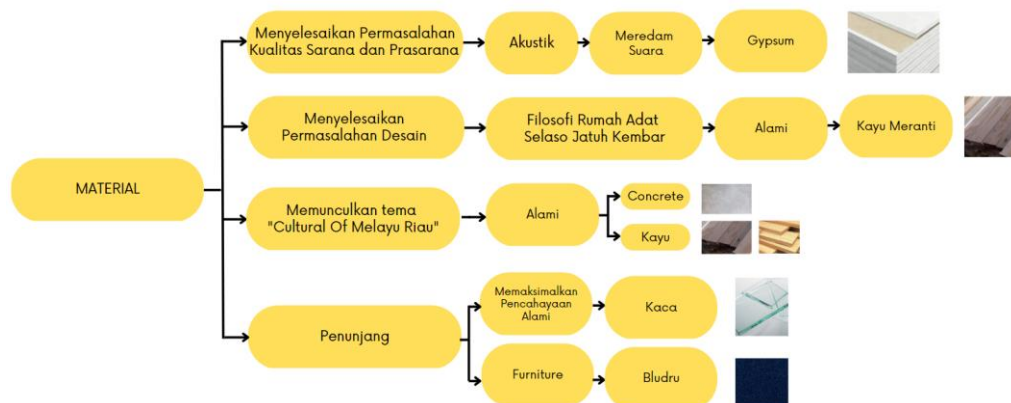 Menyelesaikan Permasalahan
Kualitas Sarana dan Prasarana
Akustik
Meredam
Suara
Gypsum
Menyelesaikan
Permasalahan Desain
Filosofi Rumah Adat
Selaso Jatuh Kembar
Alami
Kayu Meranti
MATERIAL
Memunculkan tema
"Cultural Of Melayu Riau"
Alami
Concrete
Kayu
Penunjang
Memaksimalkan
Pencahayaan
Alami
Kaca
Furniture
Bludru